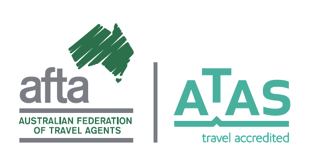 afta
AUSTRALIAN FEDERATION
OF TRAVEL AGENTS
ATAS
travel accredited